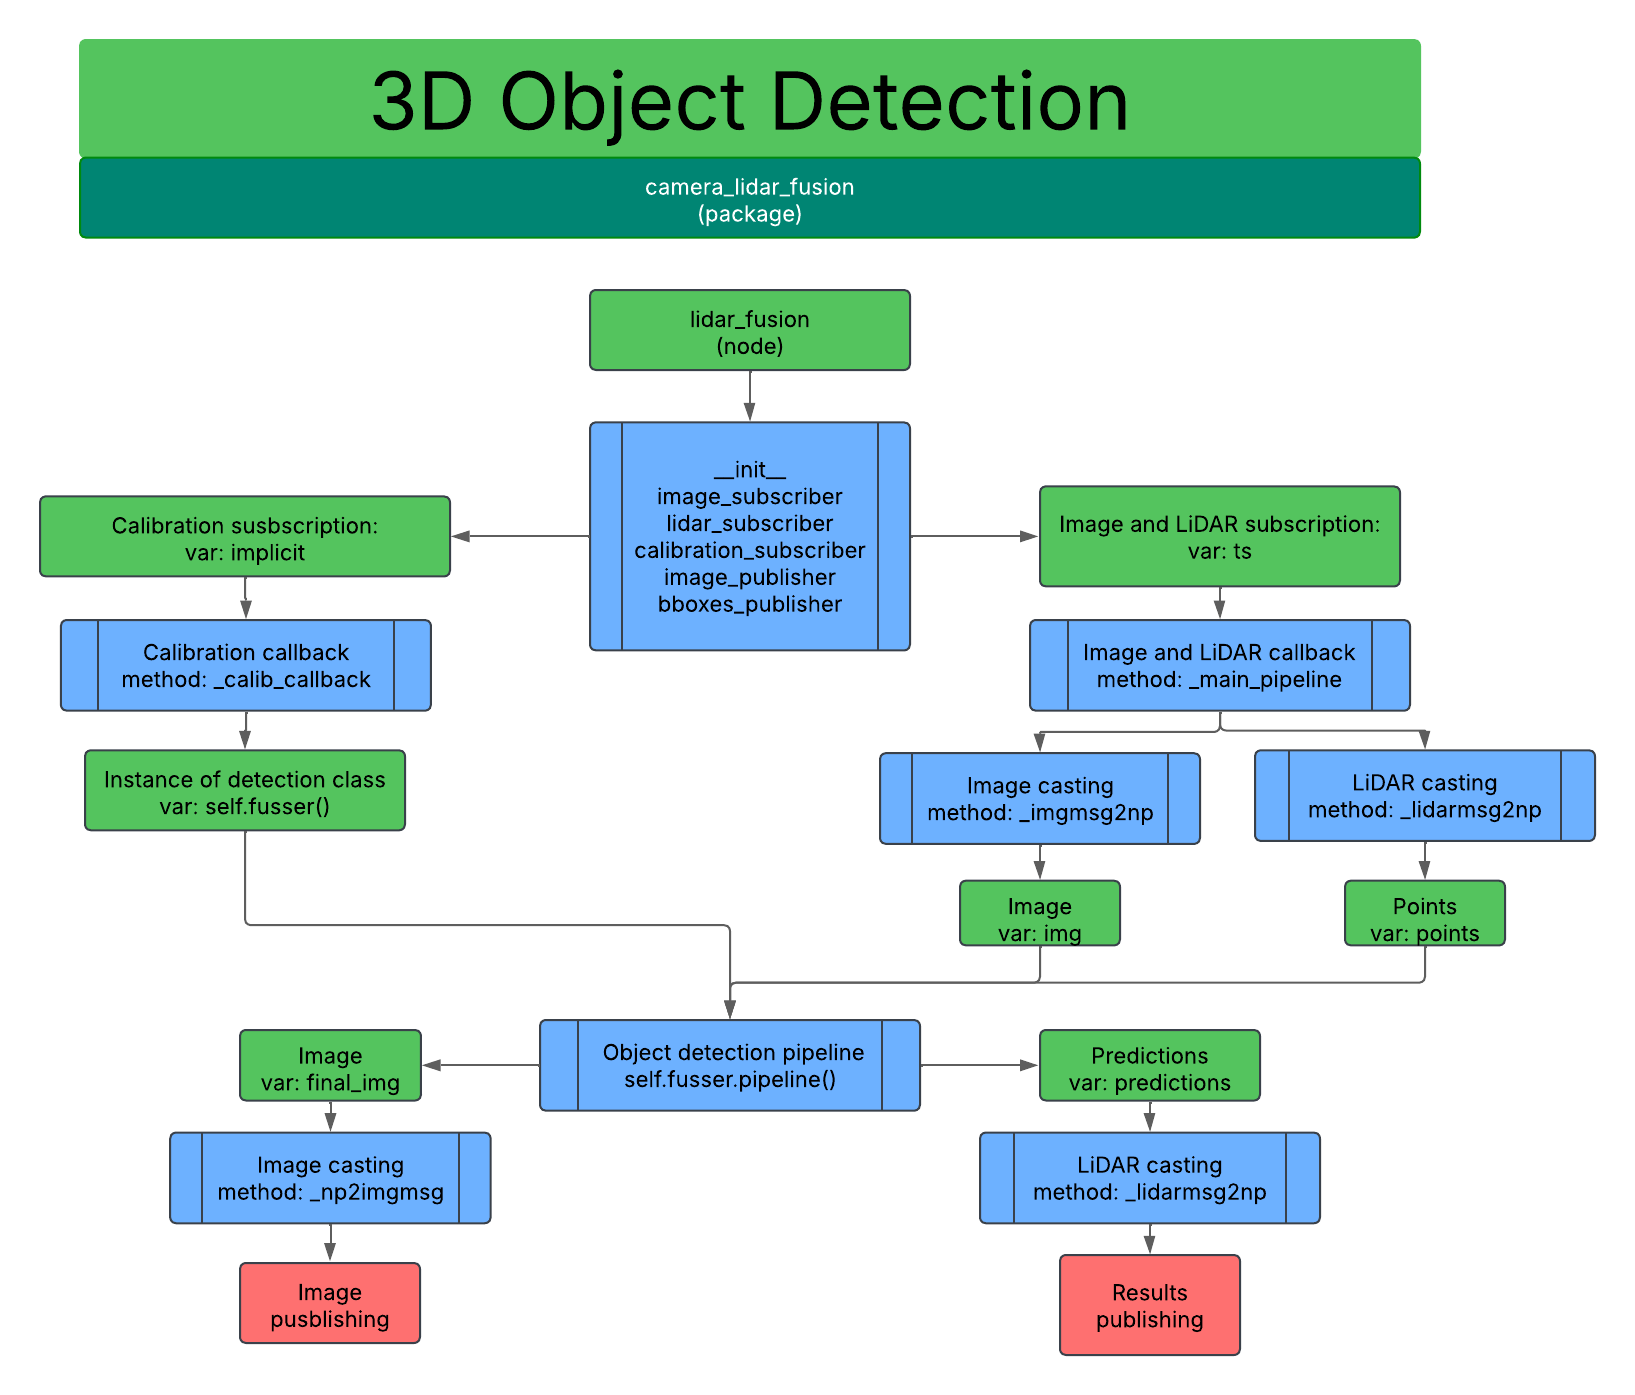 3D Object Detection
camera_lidar_fusion
(package)
lidar_fusion
(node)
__init__
image_subscriber
lidar_subscriber
calibration_subscriber
image_publisher
bboxes_publisher
Calibration susbscription:
var: implicit
Image and LiDAR subscription:
var: ts
Calibration callback
method: _calib_callback
Image and LiDAR callback
method: _main_pipeline
Instance of detection class
var: self.fusser()
Image casting
method: _imgmsg2np
LiDAR casting
method: _lidarmsg2np
Image
var: img
Points
var: points
Image
var: final_img
Object detection pipeline
self.fusser.pipeline()
Predictions
var: predictions
Image casting
method: _np2imgmsg
LiDAR casting
method: _lidarmsg2np
Image
pusblishing
Results
publishing